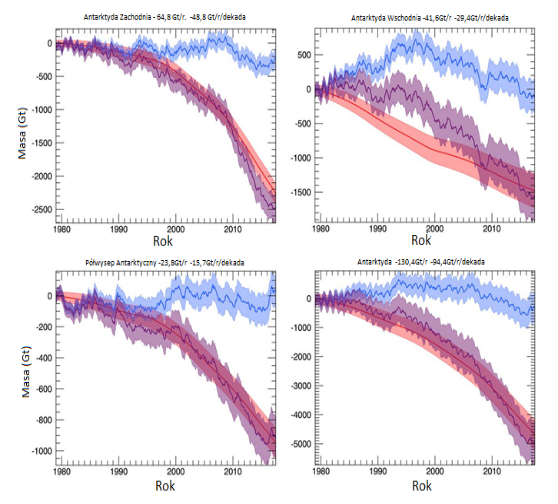 Antarktyda Zachodnia - 64,8 Gt/r. -48,8 Gt/r/dekada
0
-500
-1000
-1500
-2000
-2500
Masa (Gt)
1980 1990 2000 2010
Rok
Antarktyda Wschodnia -41,6Gt/r -29,4Gt/r/dekada
500
0
-500
-1000
-1500
1980 1990 2000 2010
Rok
Półwysep Antarktyczny -23,8Gt/r -15,7Gt/r/dekada
0
-200
-400
-600
-800
-1000
Masa (Gt)
1980 1990 2000 2010
Rok
Antarktyda -130,4Gt/r -94,4Gt/r/dekada
0
-1000
-2000
-3000
-4000
-5000
1980 1990 2000 2010
Rok